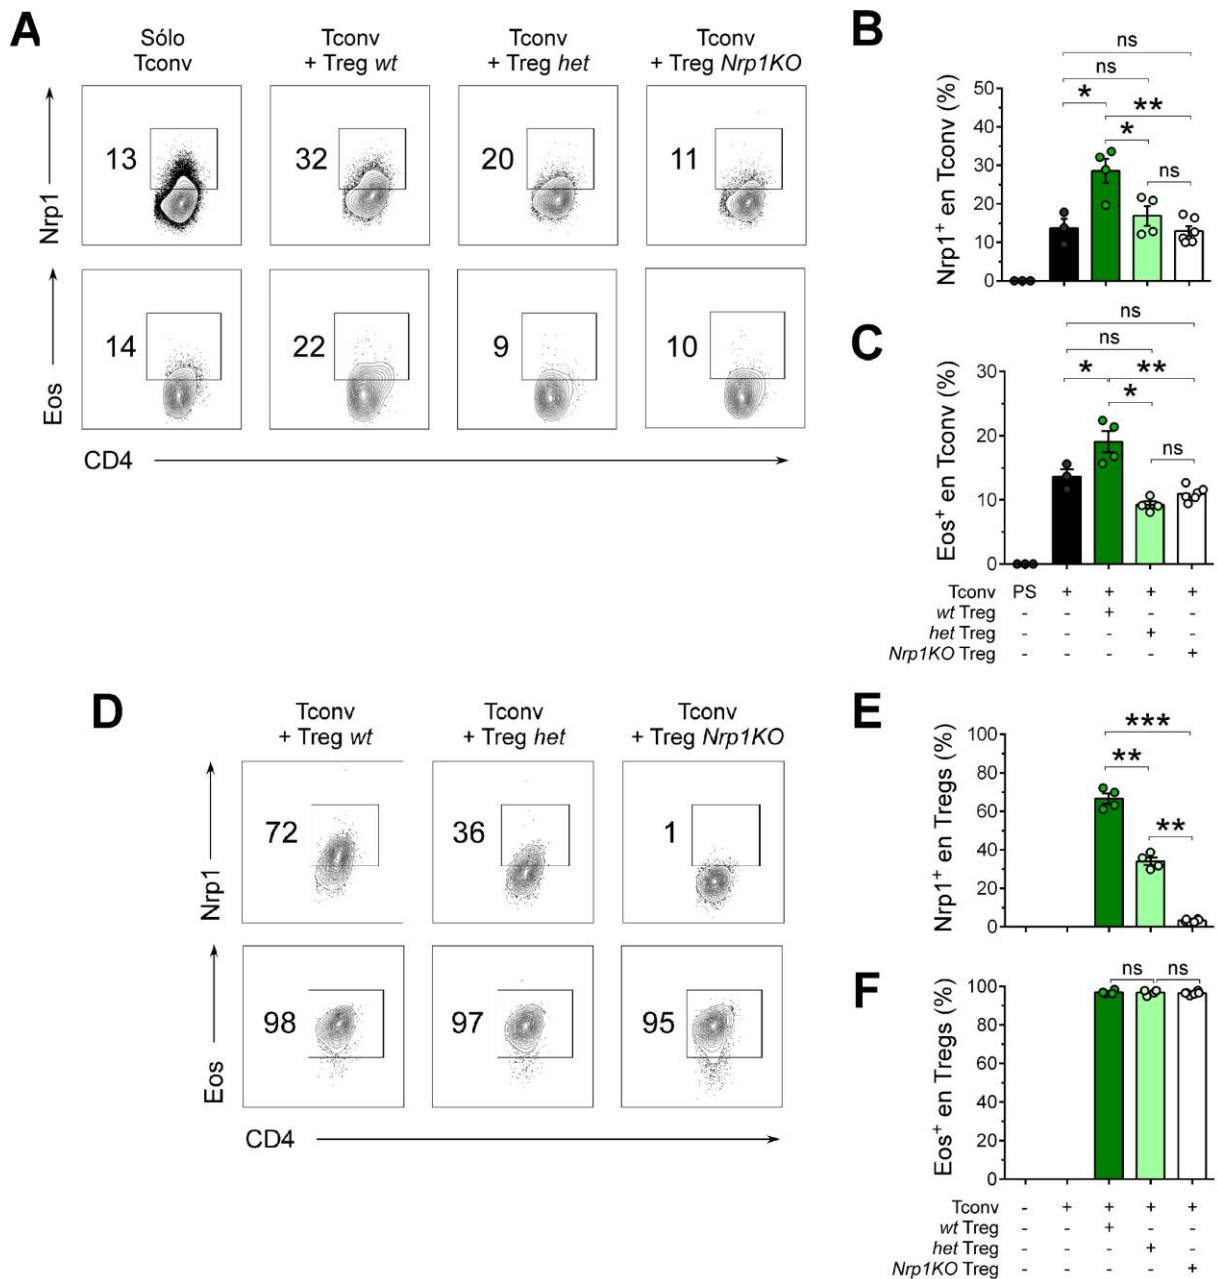 A
Sólo
Tconv
Tconv
+ Treg wt
Tconv
+ Treg het
Tconv
+ Treg Nrp1KO
Nrp1
13
32
20
11
Eos
14
22
9
10
CD4
B
Nrp1+ en Tconv (%)
50
40
30
20
10
0
ns
ns
*
**
*
ns
C
Eos+ en Tconv (%)
30
20
10
0
ns
ns
*
**
*
ns
Tconv PS + + + +
wt Treg - - + - -
het Treg - - - + -
Nrp1KO Treg - - - - +
D
Tconv
+ Treg wt
Tconv
+ Treg het
Tconv
+ Treg Nrp1KO
Nrp1
72
36
1
Eos
98
97
95
CD4
E
Nrp1+ en Tregs (%)
100
80
60
40
20
0
***
**
**
F
Eos+ en Tregs (%)
100
80
60
40
20
0
ns
ns
Tconv - + + + +
wt Treg - - + - -
het Treg - - - + -
Nrp1KO Treg - - - - +